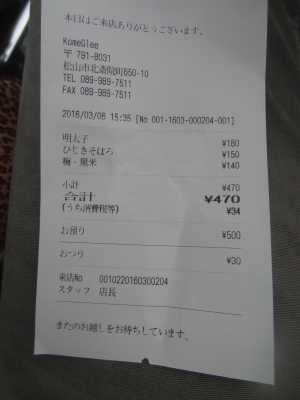 本日はご来店ありがとうございます。
KomeGlee
〒 791-8031
松山市北斎院町650-10
TEL 089-989-7511
FAX 089-989-7511
2016/03/06 15:35 [No 001-1603-000204-001]
明太子 ¥180
ひじきそぼろ ¥150
梅・黒米 ¥140
小計 ¥470
合計 ¥470
(うち消費税等) ¥34
お預り ¥500
おつり ¥30
来店No 0010220160300204
スタッフ 店長
またのお越しをお待ちしています。